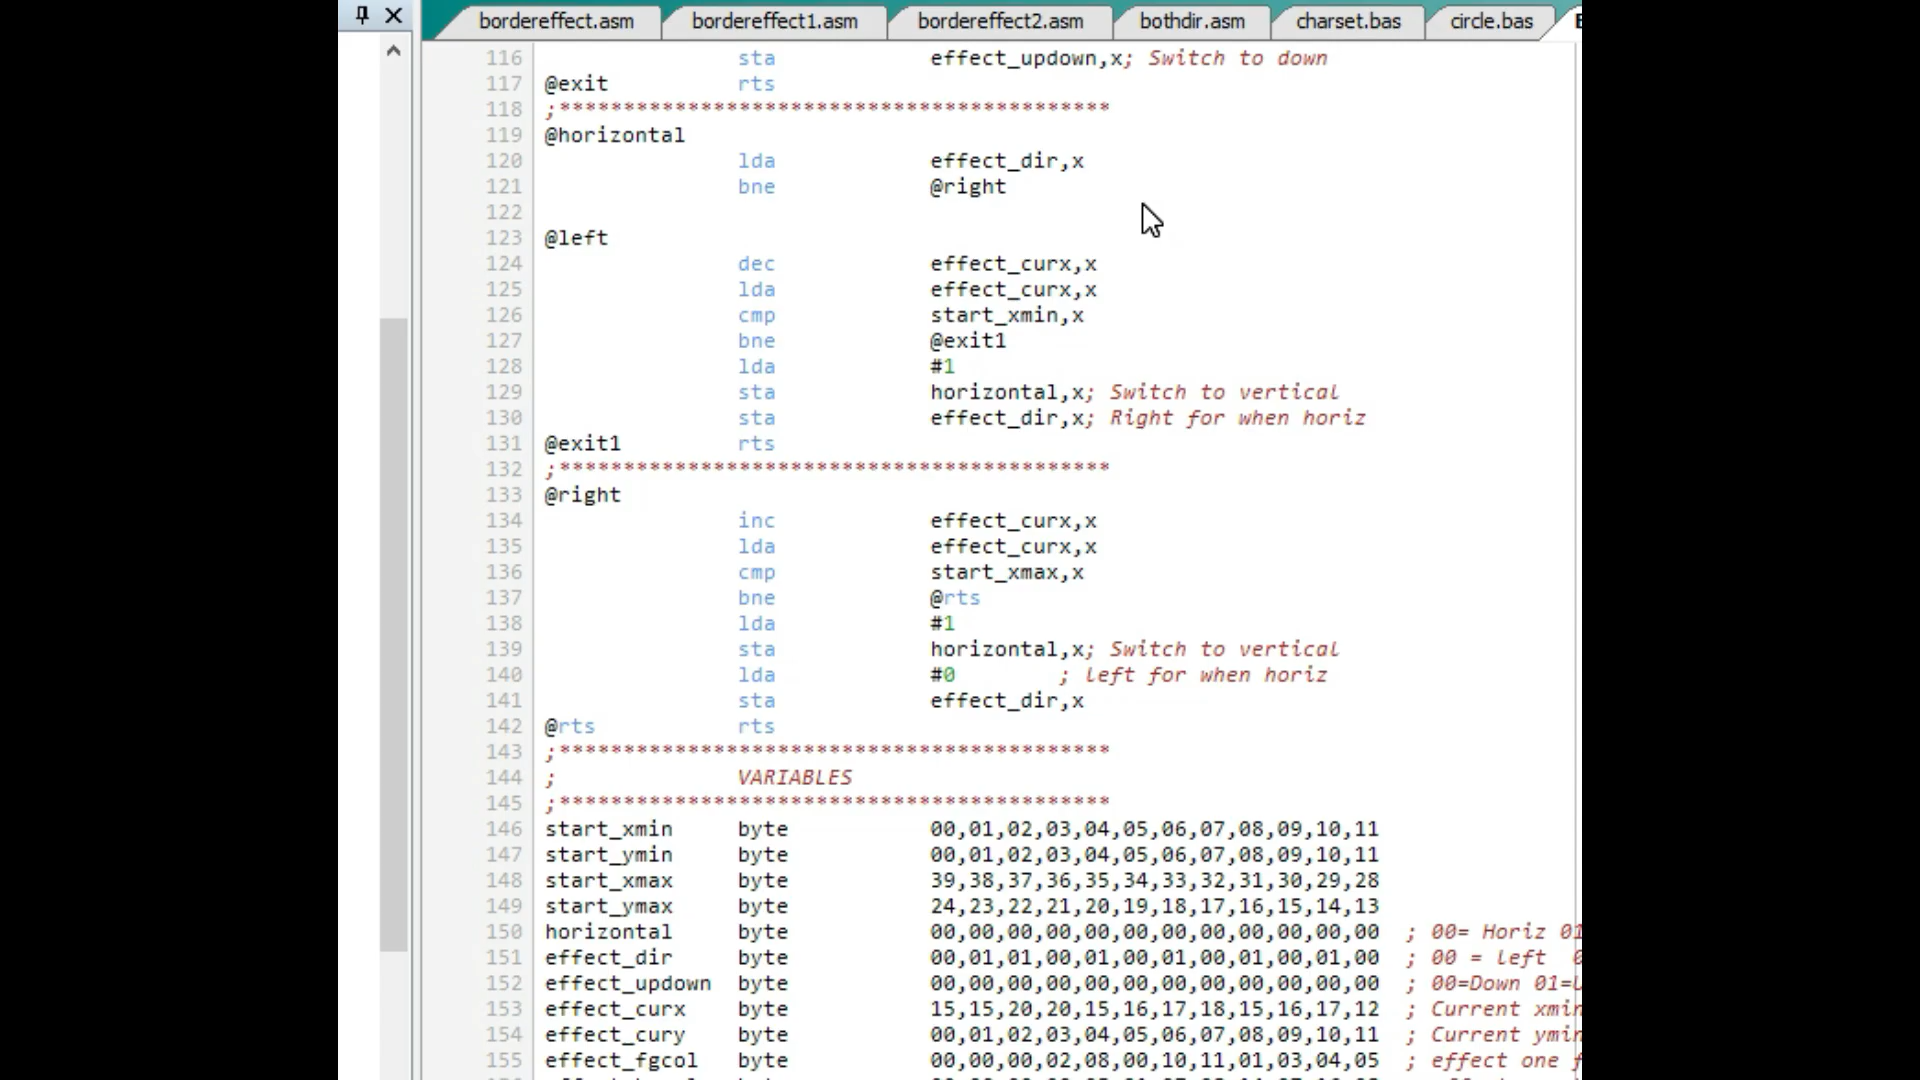 bordereffect.asm bordereffect1.asm bordereffect2.asm bothdir.asm charset.bas circle.bas
116 sta effect_updown,x; Switch to down
117 @exit rts
118 ;*******************************************
119 @horizontal
120 lda effect_dir,x
121 bne @right
122
123 @left
124 dec effect_curx,x
125 lda effect_curx,x
126 cmp start_xmin,x
127 bne @exit1
128 lda #1
129 sta horizontal,x; Switch to vertical
130 sta effect_dir,x; Right for when horiz
131 @exit1 rts
132 ;*******************************************
133 @right
134 inc effect_curx,x
135 lda effect_curx,x
136 cmp start_xmax,x
137 bne @rts
138 lda #1
139 sta horizontal,x; Switch to vertical
140 lda #0 ; left for when horiz
141 sta effect_dir,x
142 @rts rts
143 ;*******************************************
144 ; VARIABLES
145 ;*******************************************
146 start_xmin byte 00,01,02,03,04,05,06,07,08,09,10,11
147 start_ymin byte 00,01,02,03,04,05,06,07,08,09,10,11
148 start_xmax byte 39,38,37,36,35,34,33,32,31,30,29,28
149 start_ymax byte 24,23,22,21,20,19,18,17,16,15,14,13
150 horizontal byte 00,00,00,00,00,00,00,00,00,00,00,00 ; 00= Horiz 01
151 effect_dir byte 00,01,01,00,01,00,01,00,01,00,01,00 ; 00 = left
152 effect_updown byte 00,00,00,00,00,00,00,00,00,00,00,00 ; 00=Down 01=U
153 effect_curx byte 15,15,20,20,15,16,17,18,15,16,17,12 ; Current xmin
154 effect_cury byte 00,01,02,03,04,05,06,07,08,09,10,11 ; Current ymin
155 effect_fgcol byte 00,00,00,02,08,00,10,11,01,03,04,05 ; effect one f